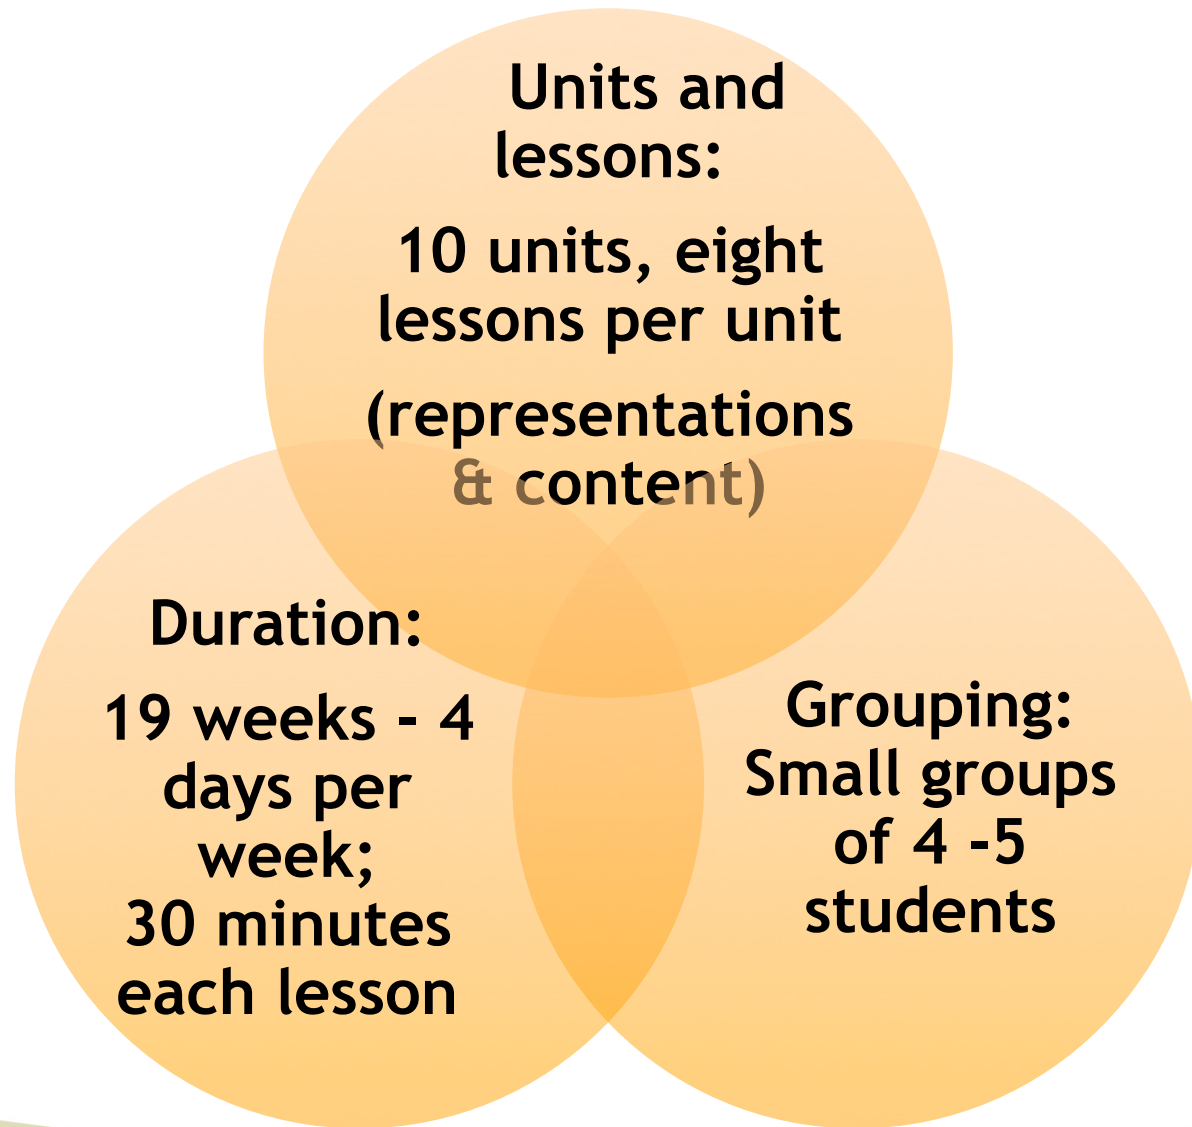 Units and
lessons:
10 units, eight
lessons per unit
(representations
& content)
Duration:
19 weeks - 4
days per
week;
30 minutes
each lesson
Grouping:
Small groups
of 4 -5
students